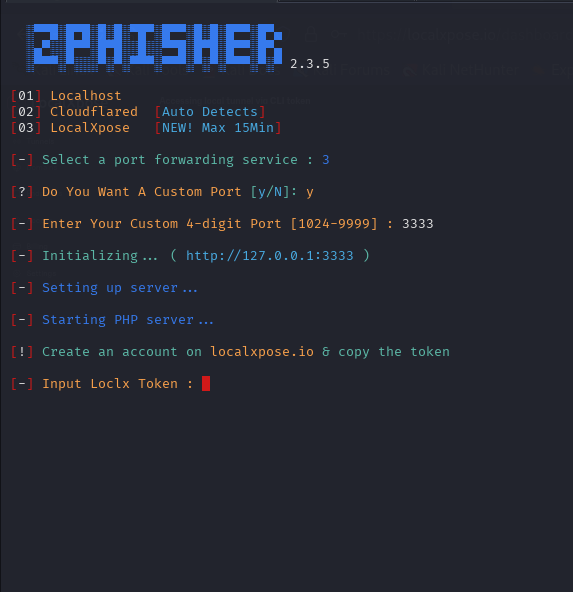 ZPHISHER 2.3.5
[01] Localhost
[02] Cloudflared [Auto Detects]
[03] LocalXpose [NEW! Max 15Min]
[-] Select a port forwarding service : 3
[?] Do You Want A Custom Port [y/N]: y
[-] Enter Your Custom 4-digit Port [1024-9999] : 3333
[-] Initializing... ( http://127.0.0.1:3333 )
[-] Setting up server...
[-] Starting PHP server...
[!] Create an account on localxpose.io & copy the token
[-] Input Loclx Token :